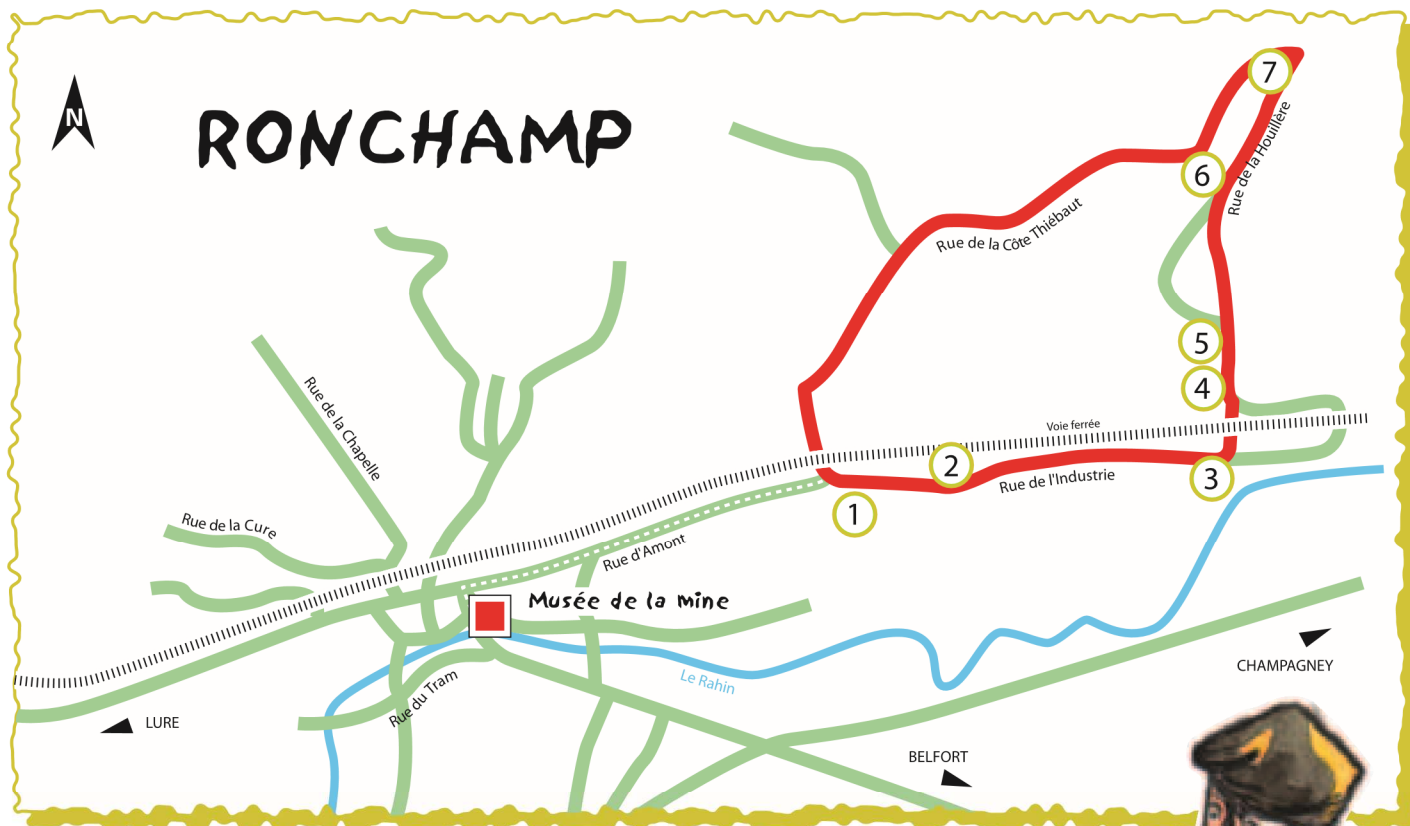 N
RONCHAMP
7
Rue de la Houillère
6
Rue de la Côte Thiébaut
5
4
Rue de la Chapelle
Voie ferrée
2
3
Rue de l'Industrie
1
Rue de la Cure
Rue d'Amont
Musée de la mine
CHAMPAGNEY
Le Rahin
Rue du Tram
LURE
BELFORT